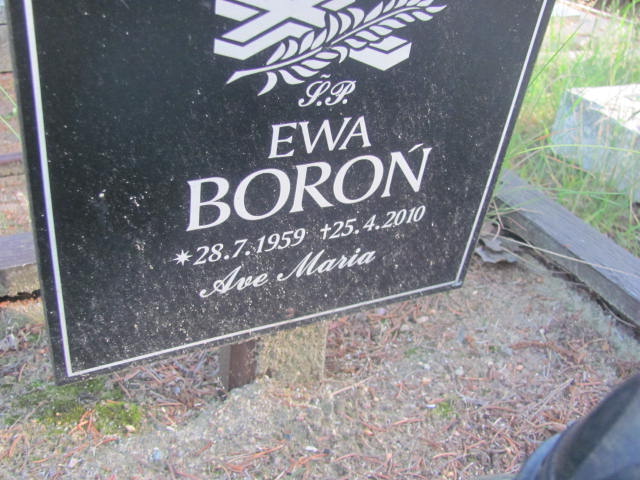 Ś.P.
EWA
BOROŃ
✶28.7.1959 †25.4.2010
Ave Maria